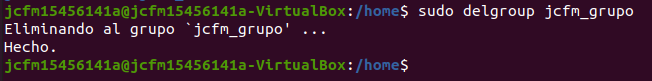 jcfm15456141a@jcfm15456141a-VirtualBox:/home$ sudo delgroup jcfm_grupo
Eliminando al grupo `jcfm_grupo' ...
Hecho.
jcfm15456141a@jcfm15456141a-VirtualBox:/home$